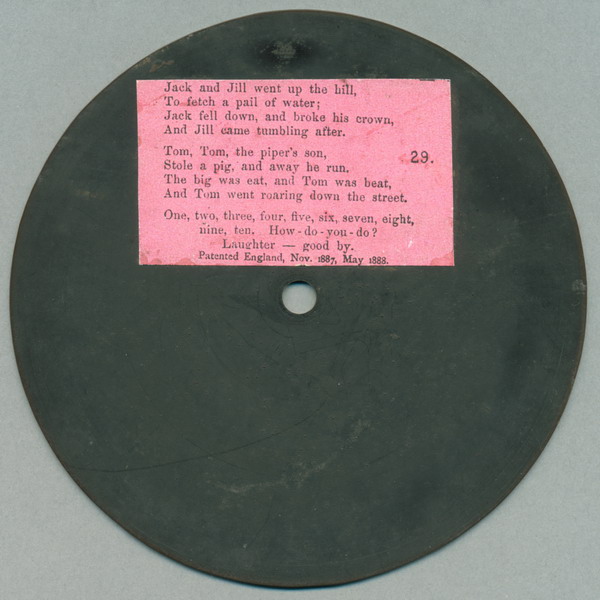 Jack and Jill went up the hill,
To fetch a pail of water;
Jack fell down, and broke his crown,
And Jill came tumbling after.
Tom, Tom, the piper's son,
29.
Stole a pig, and away he run.
The big was eat, and Tom was beat,
And Tom went roaring down the street.
One, two, three, four, five, six, seven, eight,
nine, ten. How-do-you-do?
Laughter — good by.
Patented England, Nov. 1887, May 1888.